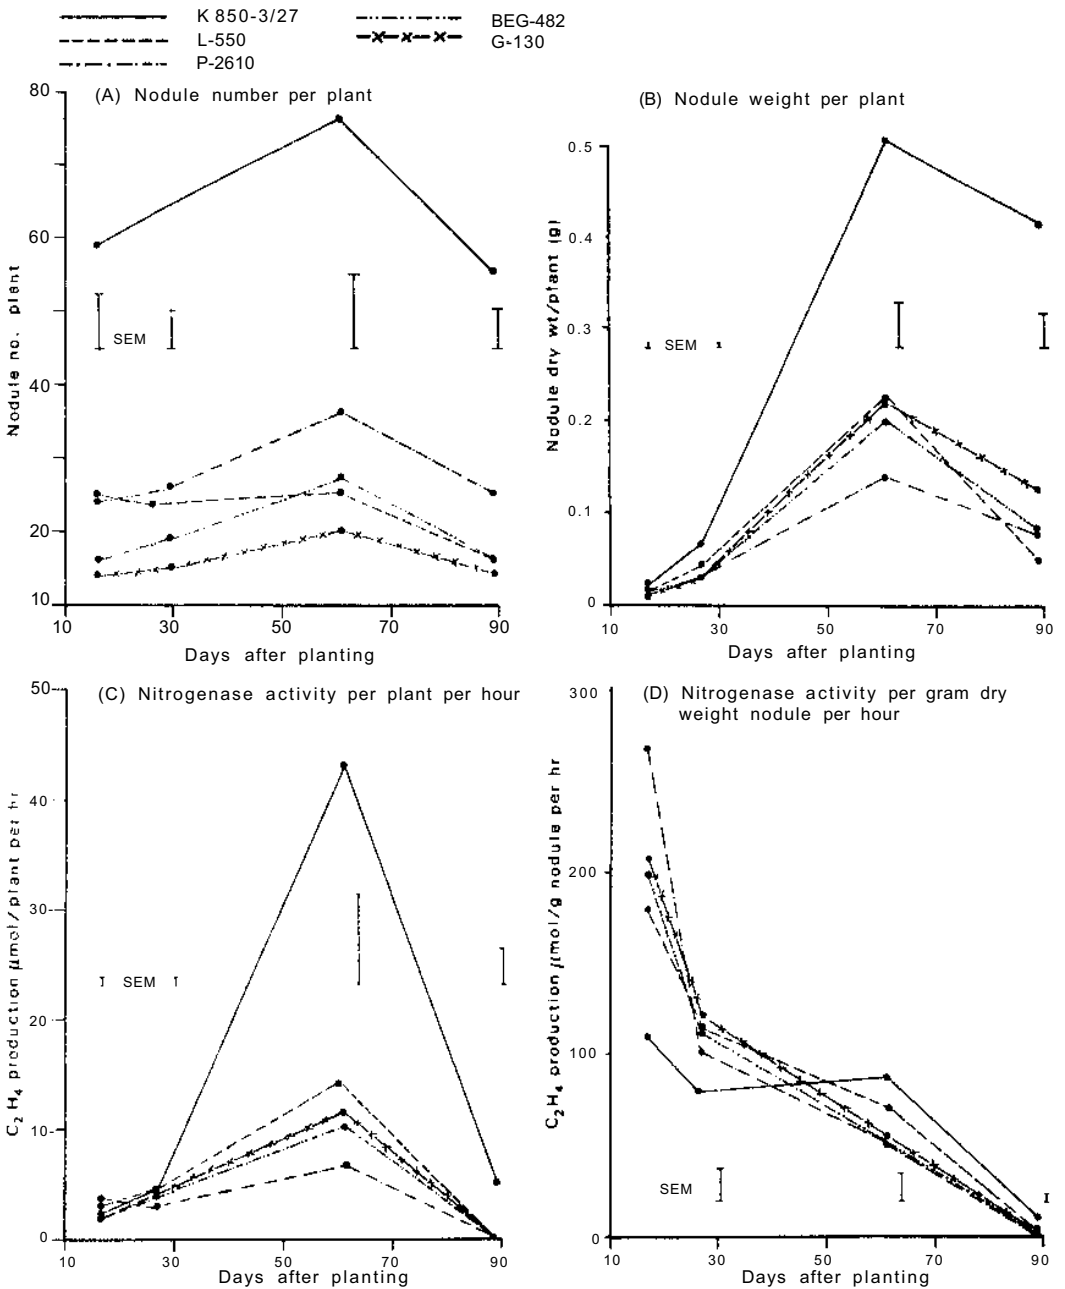 K 850-3/27
L-550
P-2610
BEG-482
G-130
(A) Nodule number per plant
80
60
40
20
10
Nodule no. plant
SEM
10 30 50 70 90
Days after planting
(B) Nodule weight per plant
0.5
0.4
0.3
0.2
0.1
0
Nodule dry wt/plant (g)
SEM
10 30 50 70 90
Days after planting
(C) Nitrogenase activity per plant per hour
50
40
30
20
10
0
C2 H4 production µmol/plant per hr
SEM
10 30 50 70 90
Days after planting
(D) Nitrogenase activity per gram dry
weight nodule per hour
300
200
100
0
C2 H4 production µmol/g nodule per hr
SEM
10 30 50 70 90
Days after planting